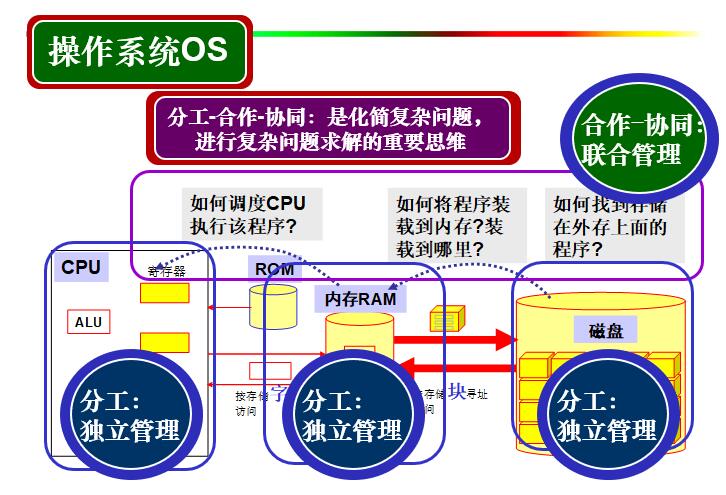 操作系统OS
分工-合作-协同：是化简复杂问题，
进行复杂问题求解的重要思维
合作-协同：
联合管理
如何调度CPU
执行该程序?
如何将程序装
载到内存?装
载到哪里?
如何找到存储
在外存上面的
程序?
CPU
寄存器
ROM
内存RAM
ALU
磁盘
按存储字
访问
存储块寻址
问
分工：
独立管理
分工：
独立管理
分工：
独立管理